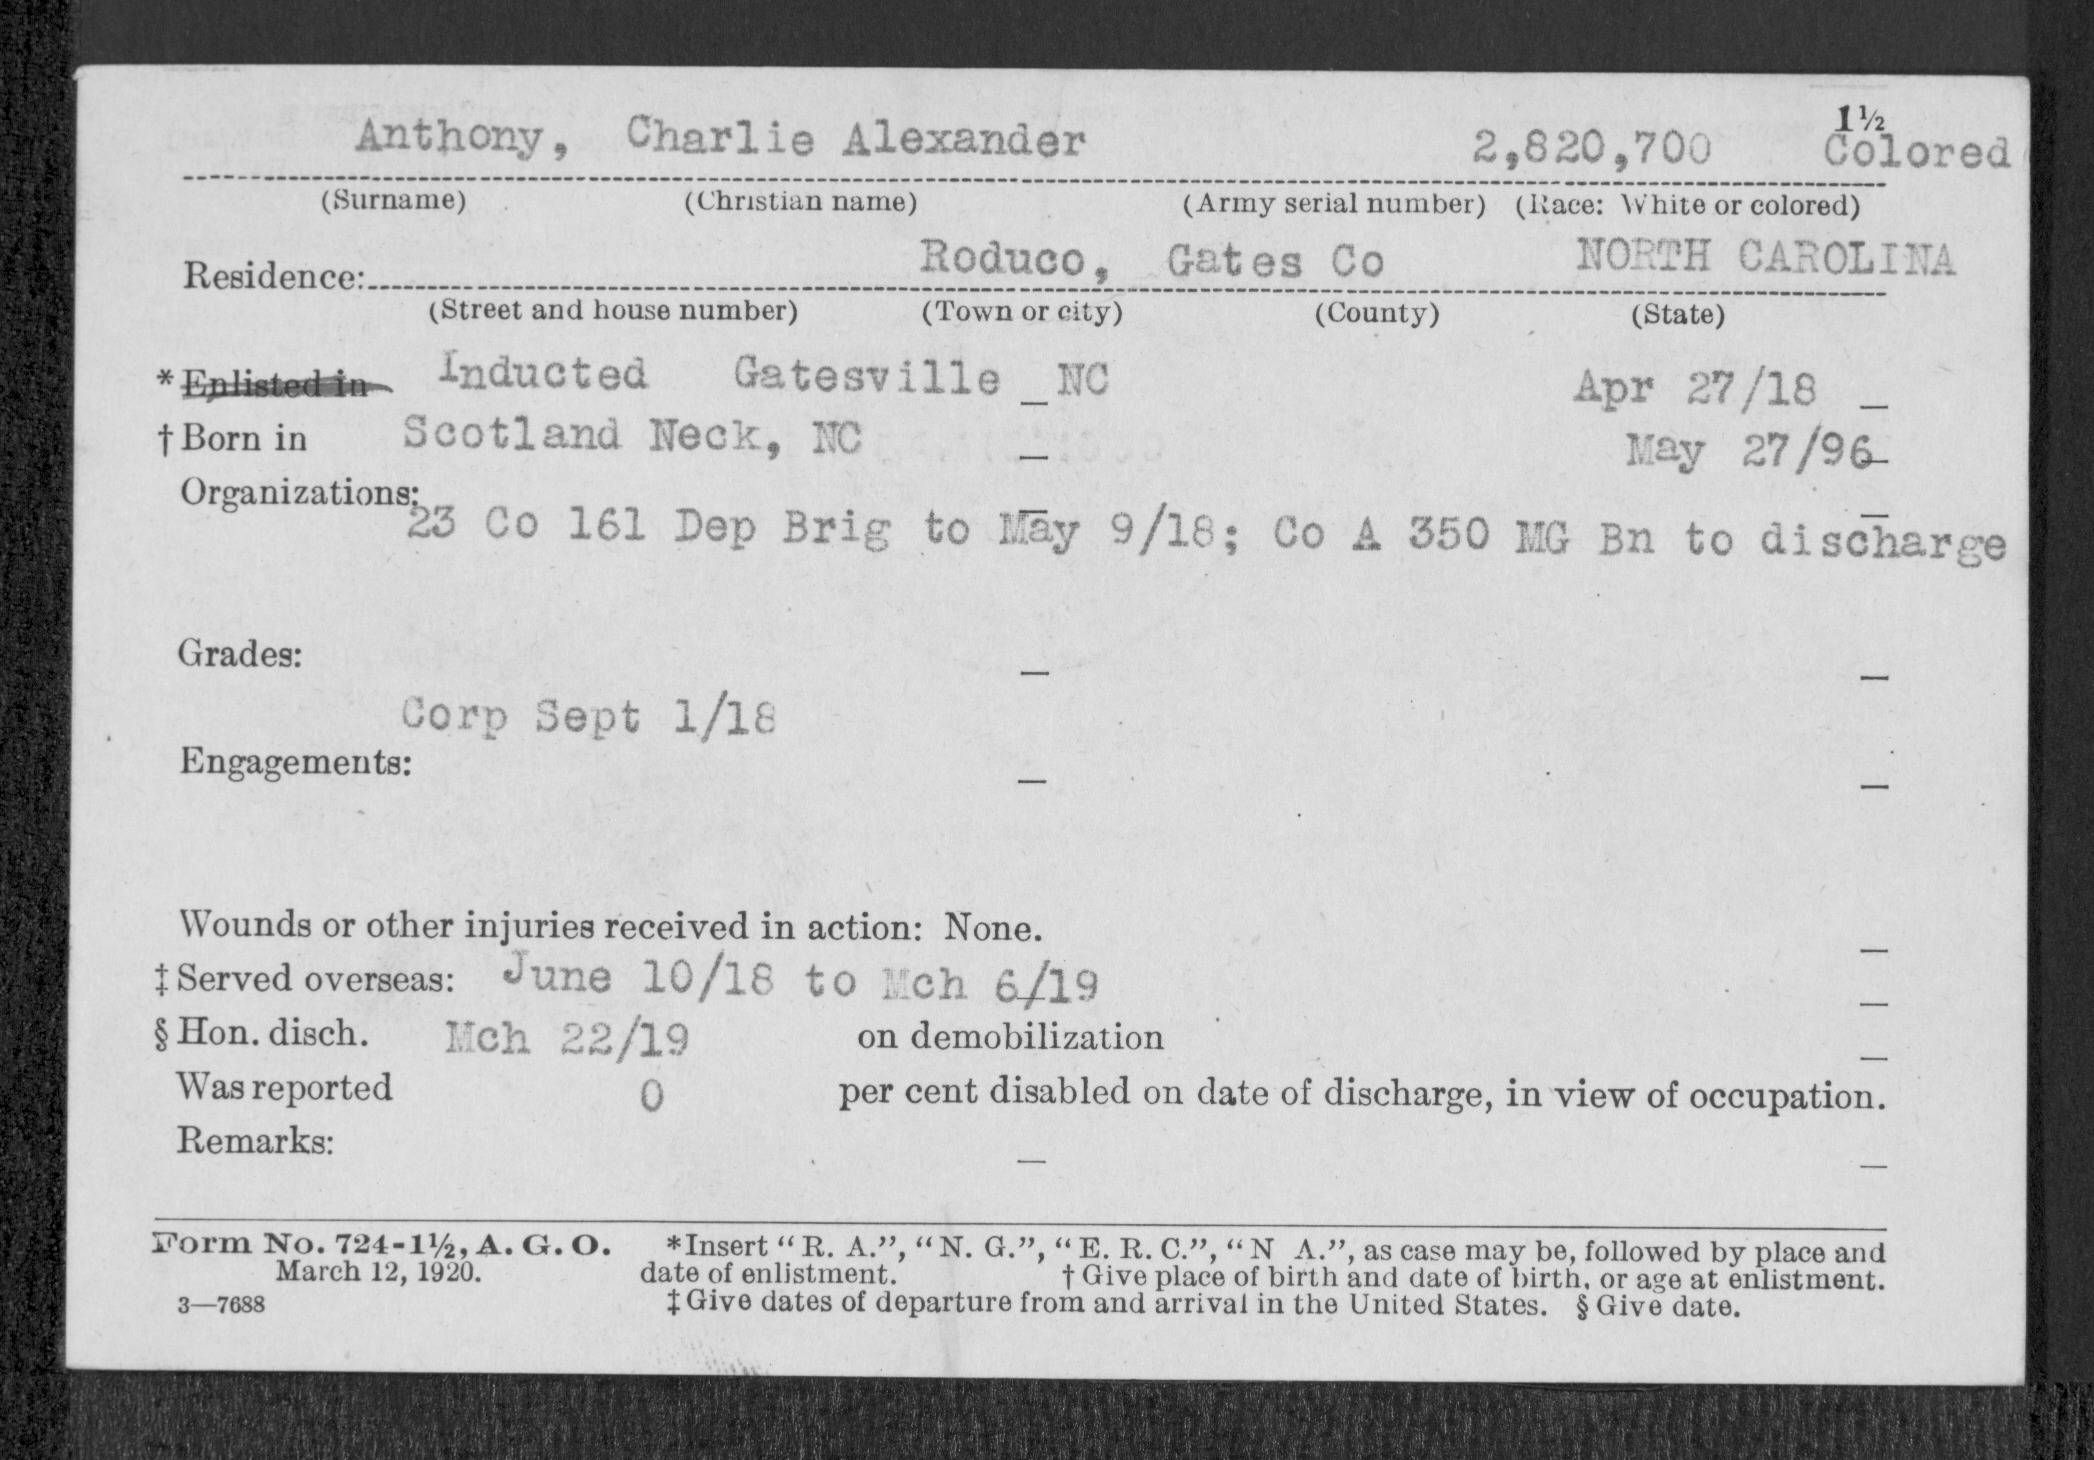 1½
Anthony, Charlie Alexander 2,820,700 Colored
(Surname) (Christian name) (Army serial number) (Race: White or colored)
Roduco, Gates Co NORTH CAROLINA
Residence:
(Street and house number) (Town or city) (County) (State)
*Enlisted in Inducted Gatesville NC Apr 27/18
†Born in Scotland Neck, NC May 27/96
Organizations:
23 Co 161 Dep Brig to May 9/18; Co A 350 MG Bn to discharge
Grades:
Corp Sept 1/18
Engagements:
Wounds or other injuries received in action: None.
‡Served overseas: June 10/18 to Mch 6/19
§Hon. disch. Mch 22/19 on demobilization
Was reported 0 per cent disabled on date of discharge, in view of occupation.
Remarks:
Form No. 724-1½, A. G. O. *Insert "R. A.", "N. G.", "E. R. C.", "N A.", as case may be, followed by place and
March 12, 1920. date of enlistment. †Give place of birth and date of birth, or age at enlistment.
3—7688 ‡Give dates of departure from and arrival in the United States. §Give date.